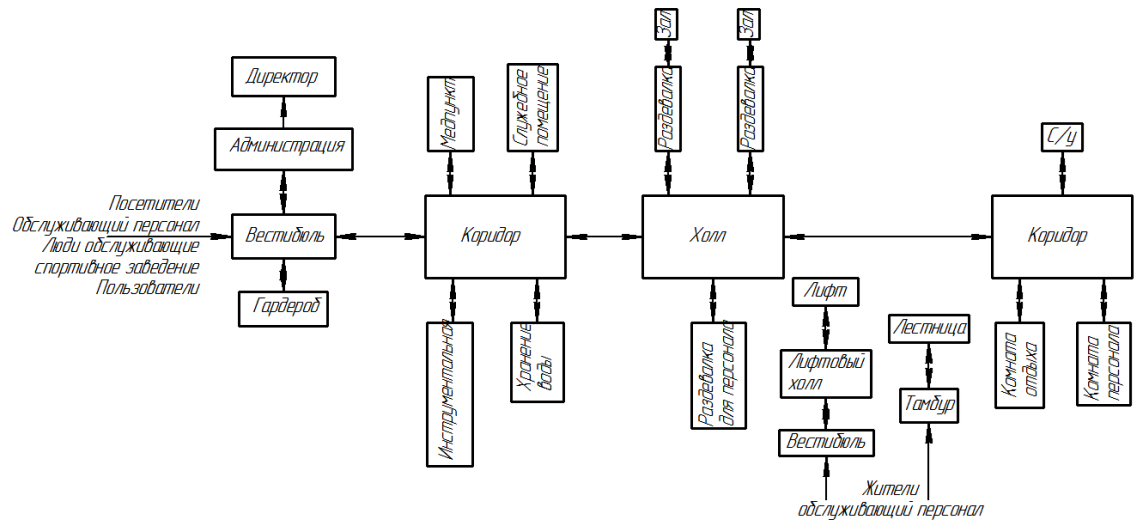 Зал
Зал
Директор
Медпункт
Служебное
помещение
Раздевалка
Раздевалка
Администрация
С/у
Посетители
Обслуживающий персонал
Люди обслуживающие
спортивное заведение
Пользователи
Вестибюль
Каридор
Холл
Каридор
Гардераб
Лифт
Инструментальная
Хранение
воды
Раздевалка
для персонала
Лифтовый
холл
Лестница
Комната
отдыха
Комната
персонала
Тамбур
Вестибюль
Жители
обслуживающий персонал